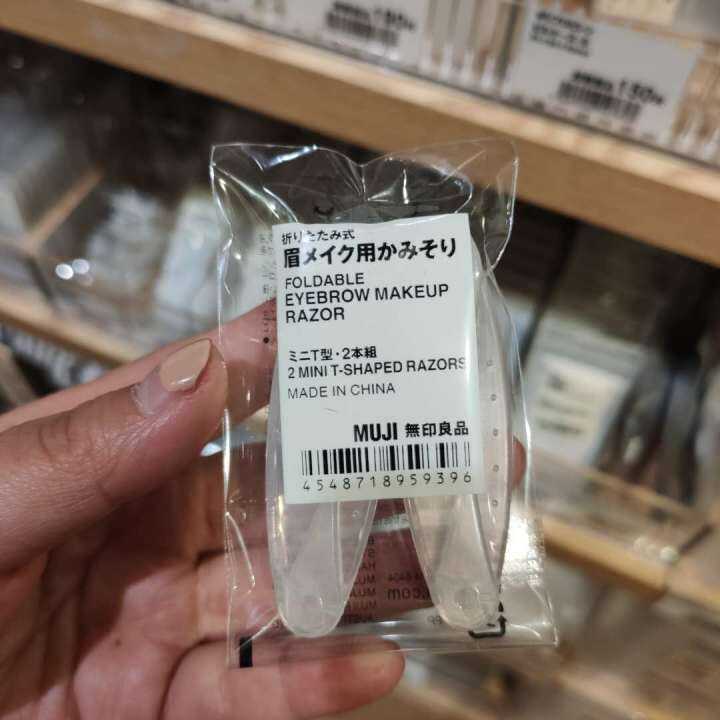 折りたたみ式
眉メイク用かみそり
FOLDABLE
EYEBROW MAKEUP
RAZOR
ミニT型・2本組
2 MINI T-SHAPED RAZORS
MADE IN CHINA
MUJI 無印良品
4548718959396